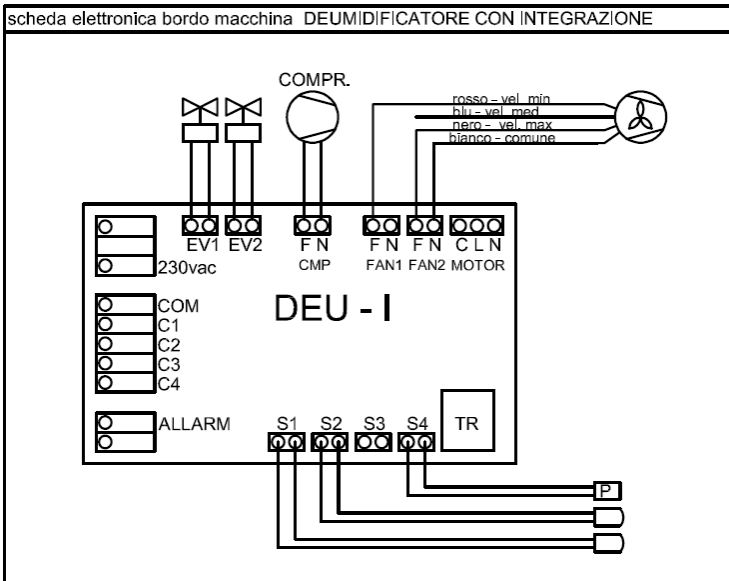 scheda elettronica bordo macchina DEUMIDIFICATORE CON INTEGRAZIONE
COMPR.
rosso - vel. min
blu - vel. med
nero - vel. max
bianco - comune
EV1 EV2 F N F N F N C L N
CMP FAN1 FAN2 MOTOR
230vac
DEU - I
COM
C1
C2
C3
C4
ALLARM
S1 S2 S3 S4
TR
P